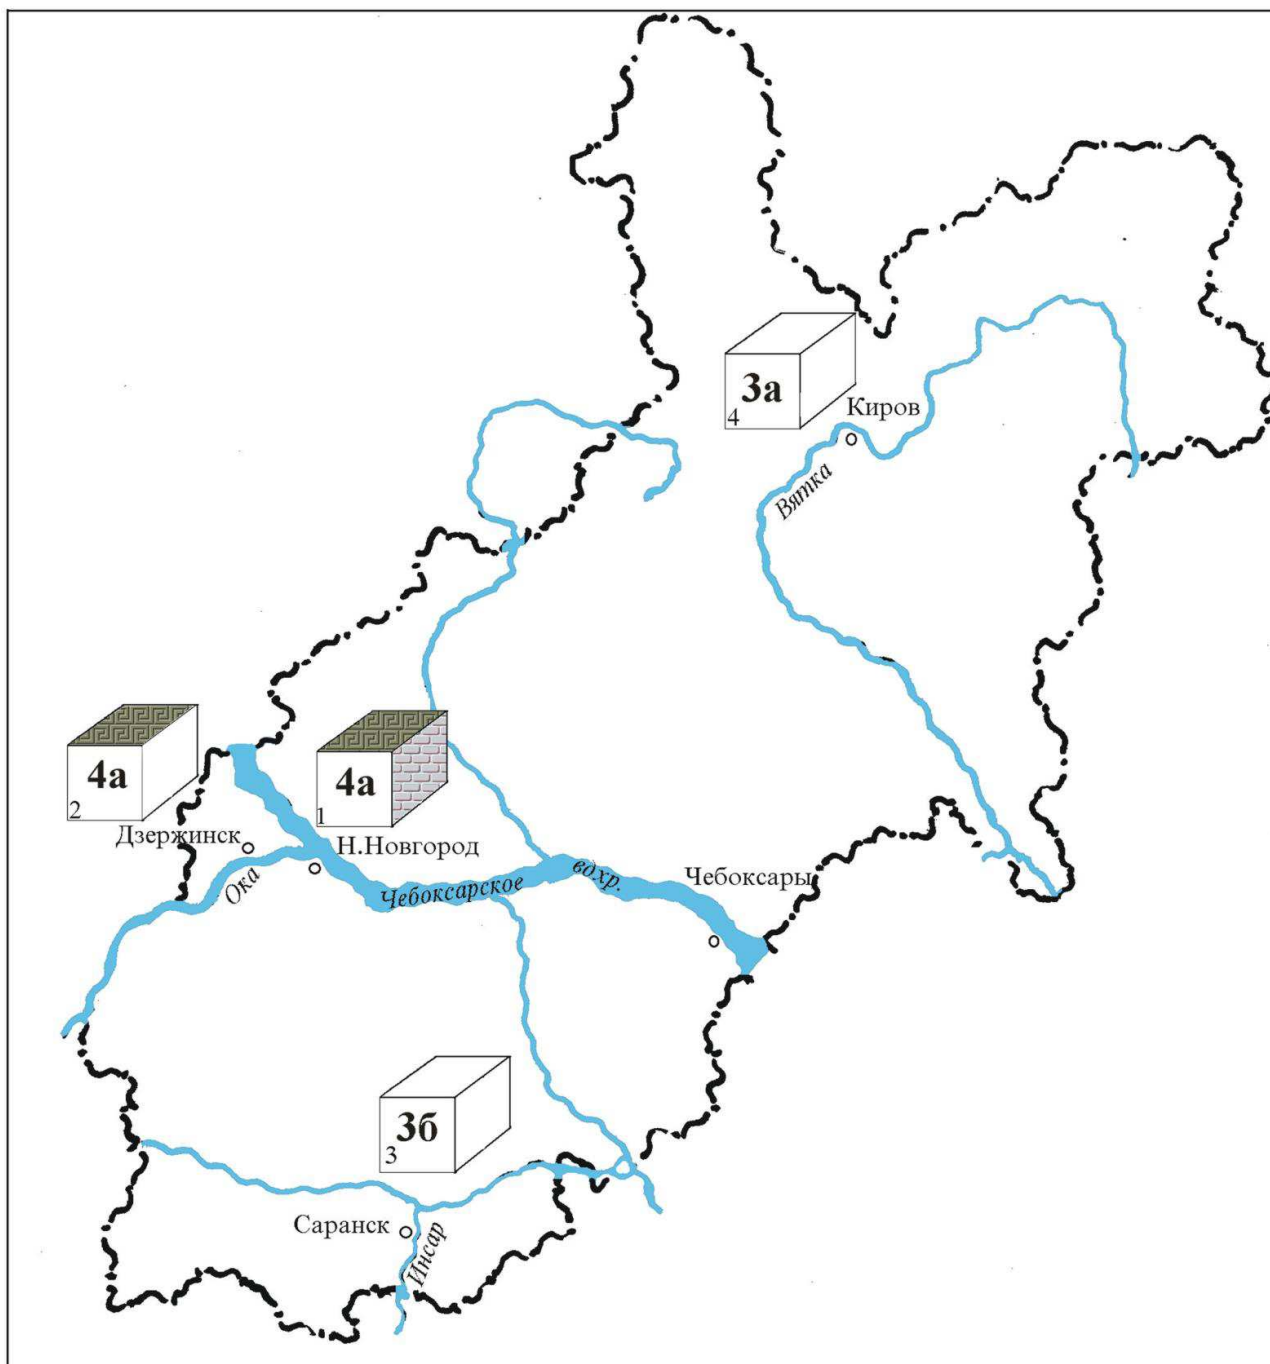 3а
4
Киров
Вятка
4а
2
4а
1
Дзержинск
Н.Новгород
Ока
Чебоксарское
вдхр.
Чебоксары
3б
3
Саранск
Инсар